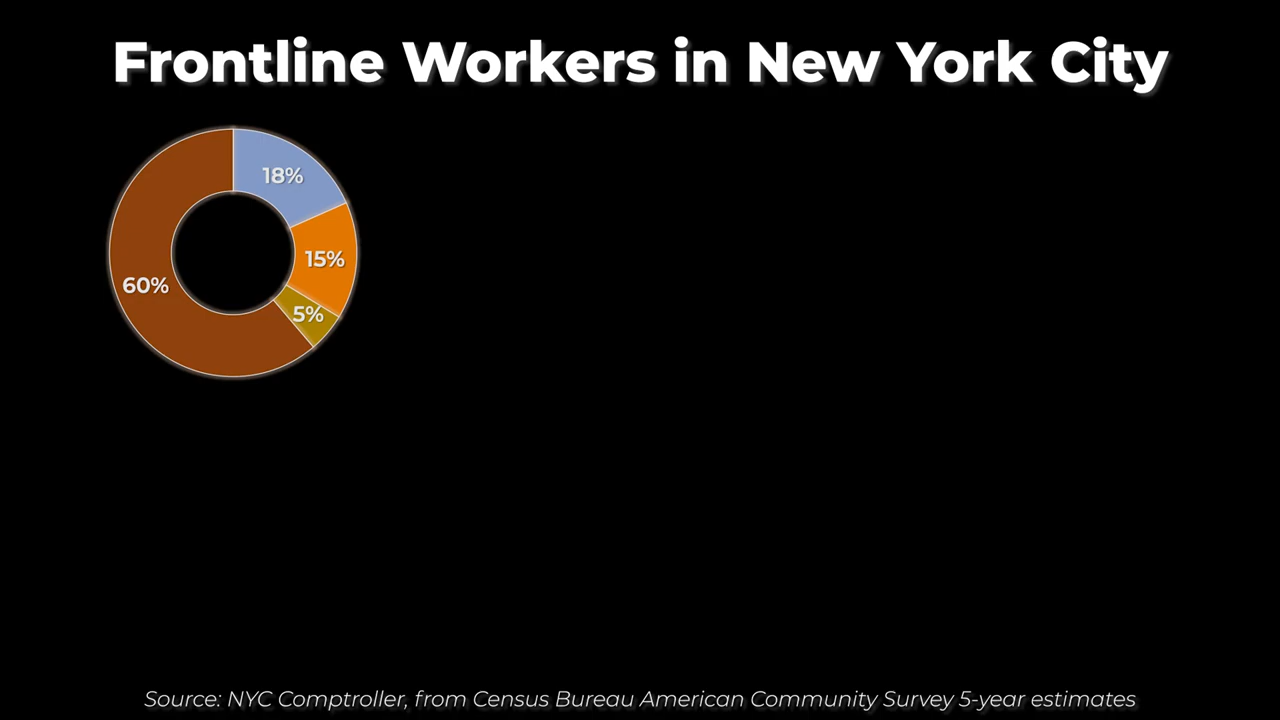 Frontline Workers in New York City
18%
15%
60%
5%
Source: NYC Comptroller, from Census Bureau American Community Survey 5-year estimates